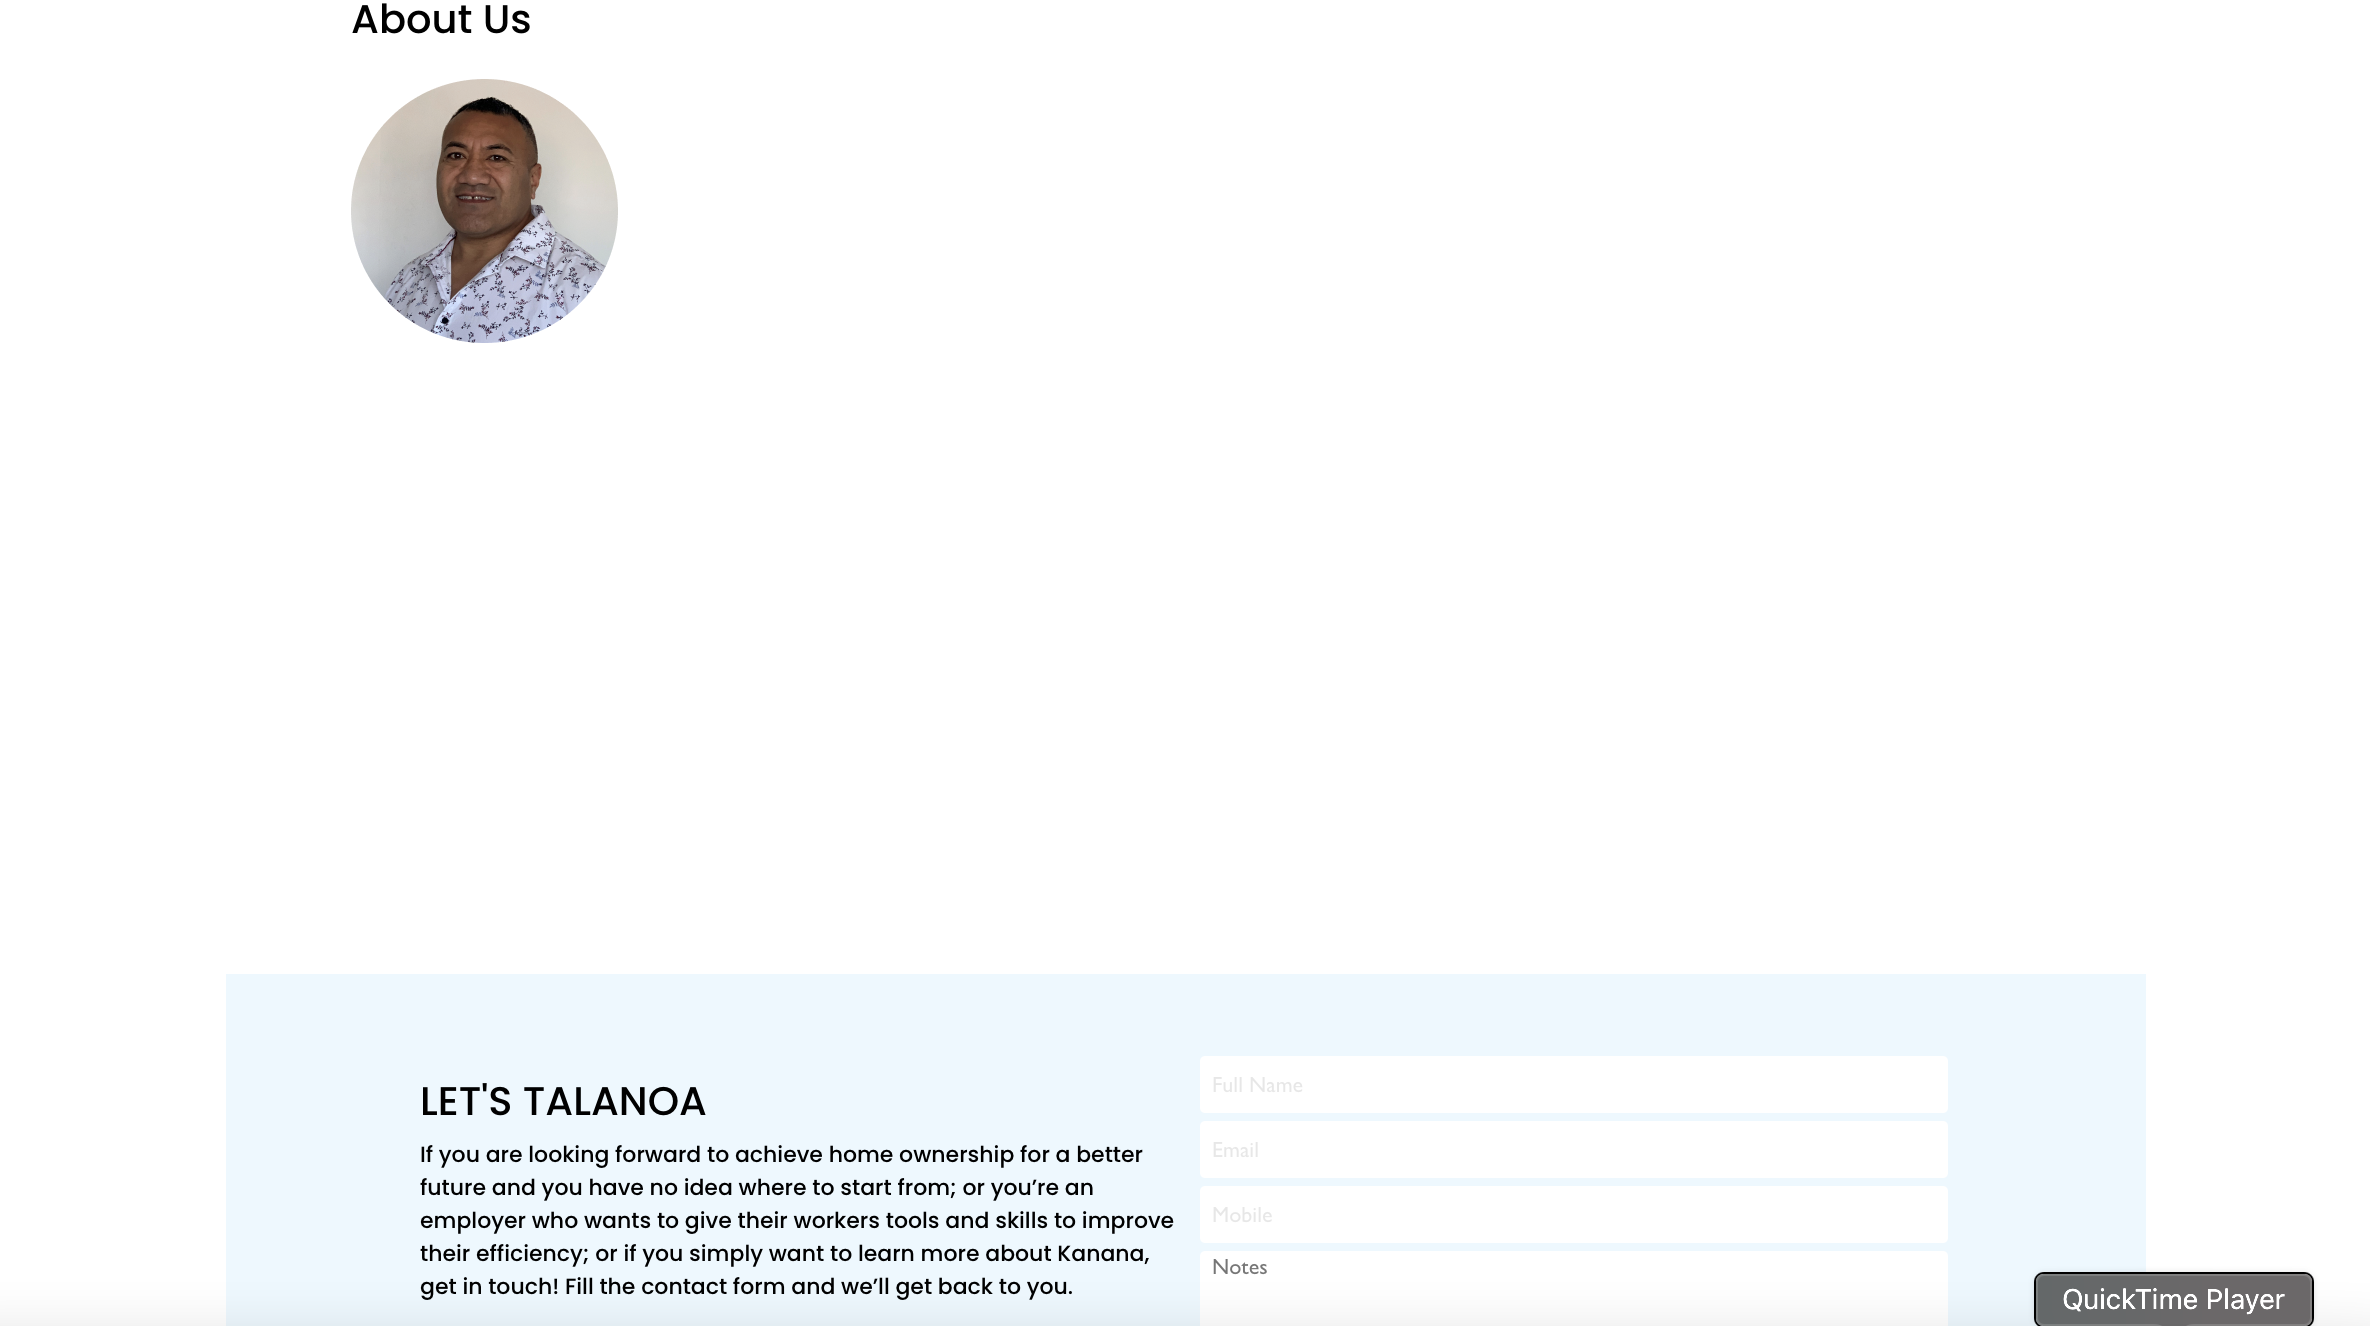 About Us
LET'S TALANOA
If you are looking forward to achieve home ownership for a better
future and you have no idea where to start from; or you’re an
employer who wants to give their workers tools and skills to improve
their efficiency; or if you simply want to learn more about Kanana,
get in touch! Fill the contact form and we’ll get back to you.
Full Name
Email
Mobile
Notes
QuickTime Player